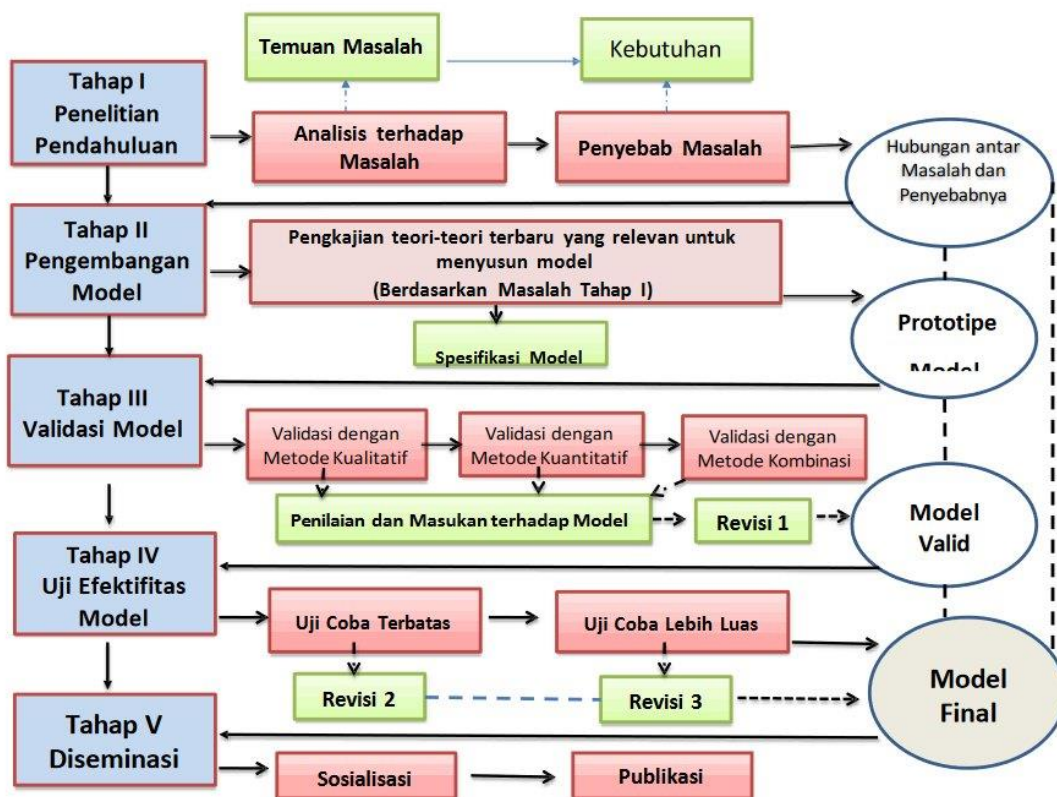 Temuan Masalah
Kebutuhan
Tahap I
Penelitian
Pendahuluan
Analisis terhadap
Masalah
Penyebab Masalah
Hubungan antar
Masalah dan
Penyebabnya
Tahap II
Pengembangan
Model
Pengkajian teori-teori terbaru yang relevan untuk
menyusun model
(Berdasarkan Masalah Tahap I)
Spesifikasi Model
Prototipe
Model
Tahap III
Validasi Model
Validasi dengan
Metode Kualitatif
Validasi dengan
Metode Kuantitatif
Validasi dengan
Metode Kombinasi
Penilaian dan Masukan terhadap Model
Revisi 1
Model
Valid
Tahap IV
Uji Efektifitas
Model
Uji Coba Terbatas
Uji Coba Lebih Luas
Revisi 2
Revisi 3
Model
Final
Tahap V
Diseminasi
Sosialisasi
Publikasi